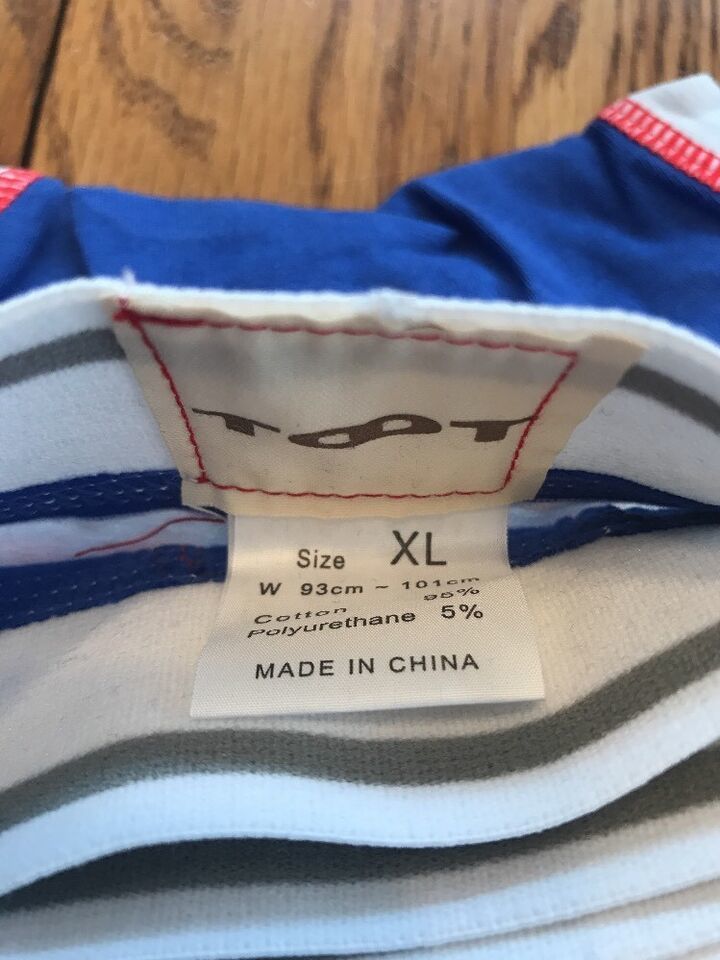 TOOT
Size XL
W 93cm ~ 101cm
Cotton 95%
Polyurethane 5%
MADE IN CHINA